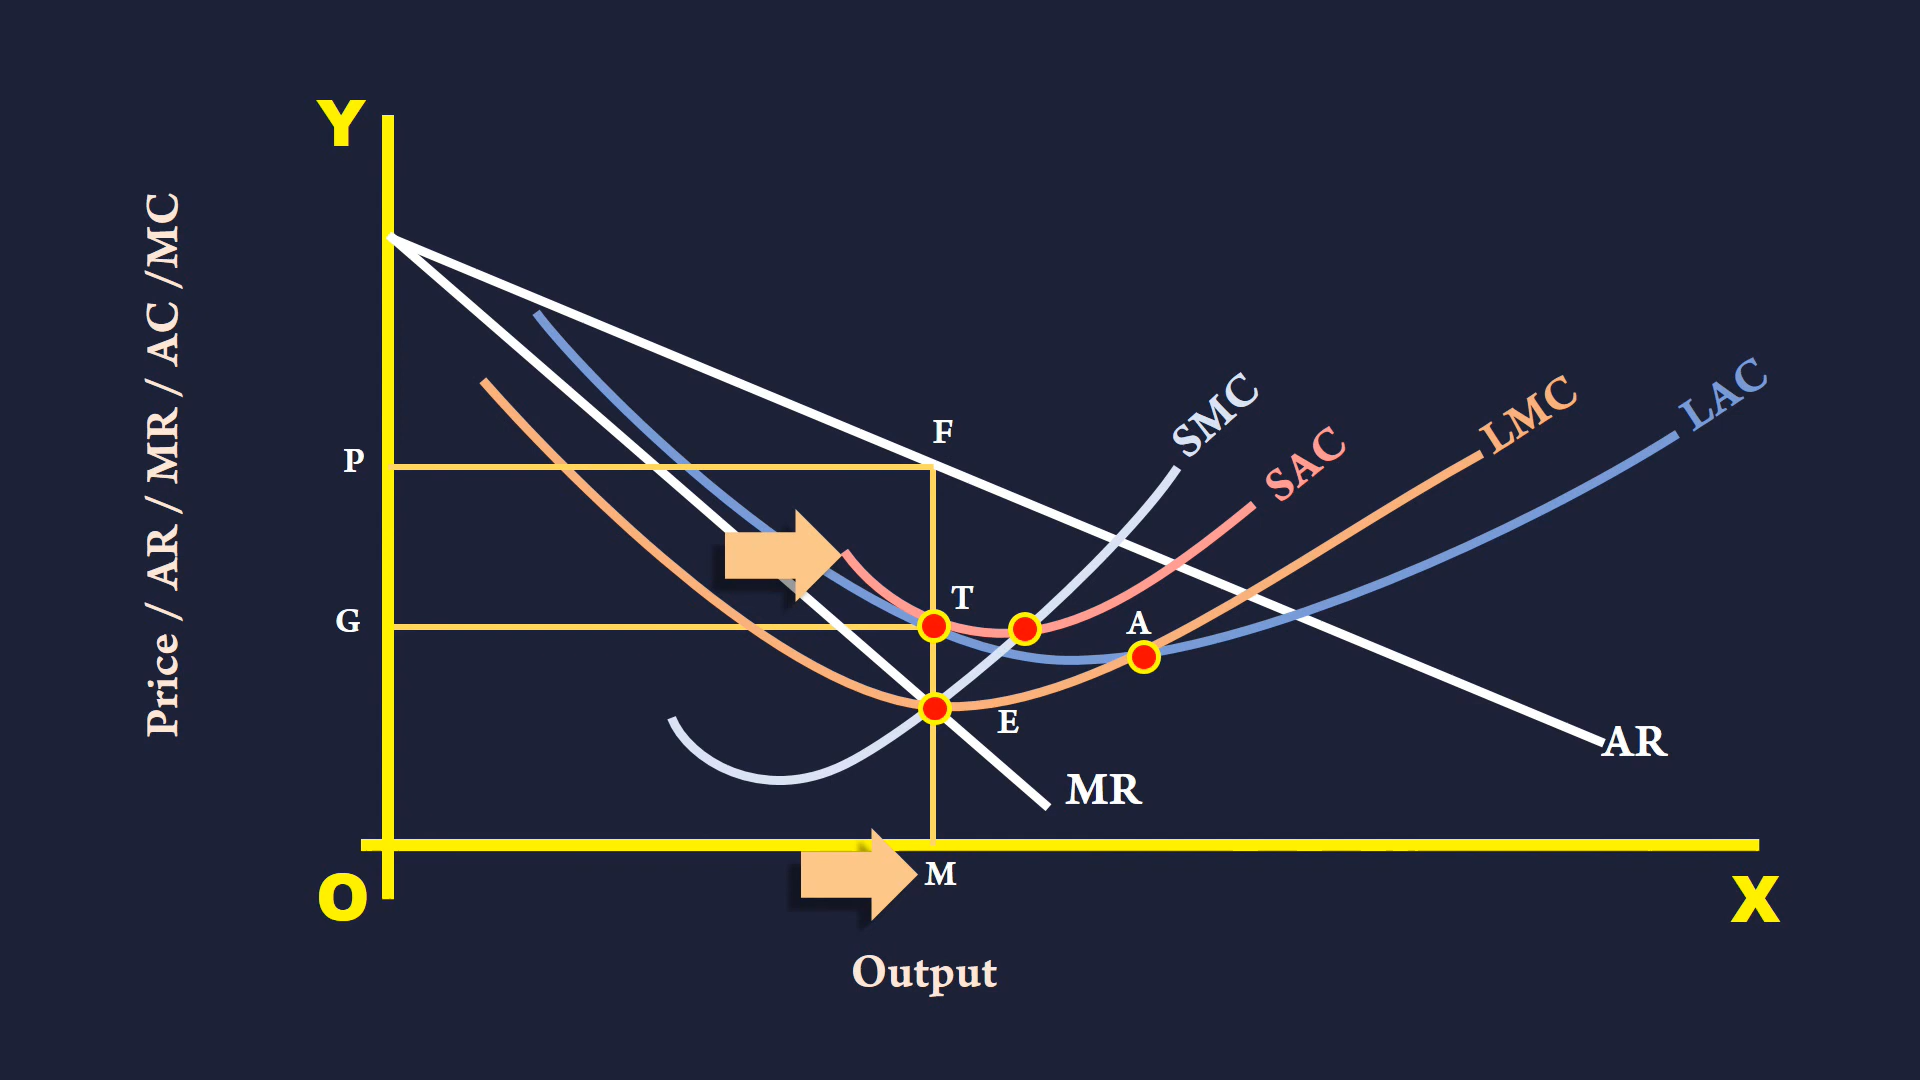 Y
Price / AR / MR / AC /MC
SMC
LMC
LAC
SAC
F
P
T
G
A
E
AR
MR
M
O
X
Output